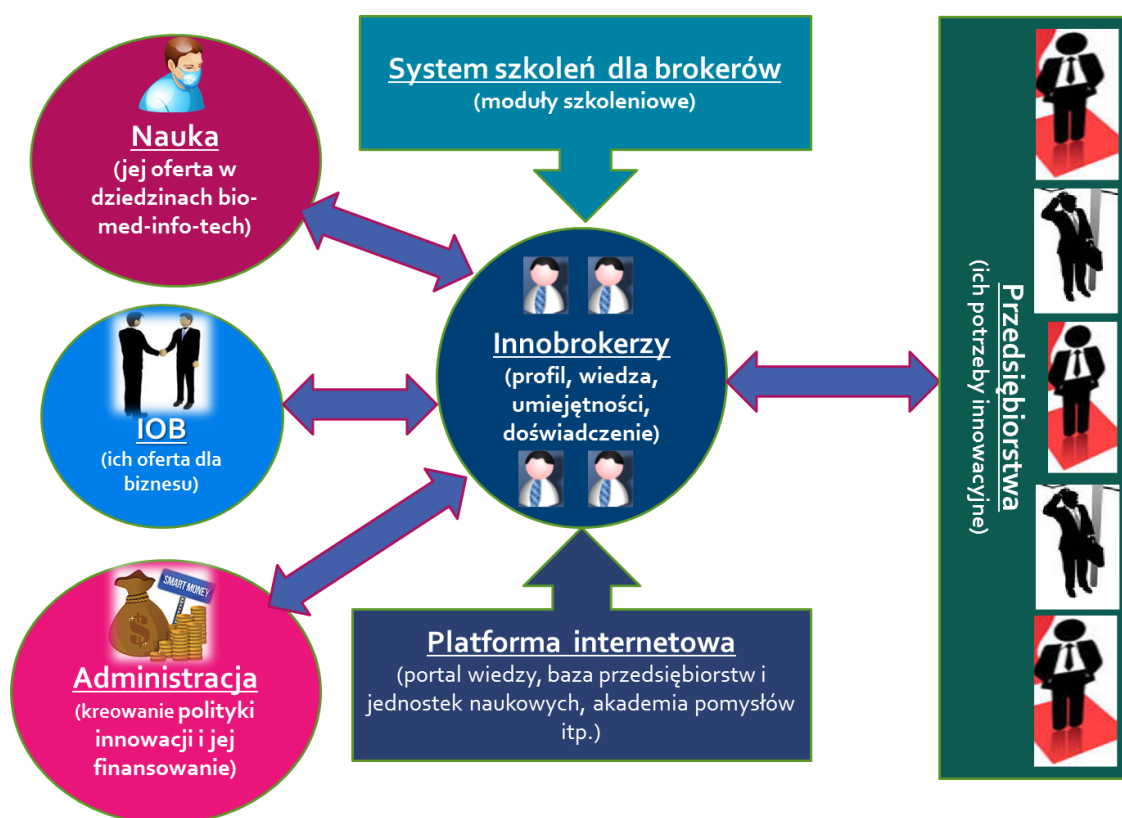 System szkoleń dla brokerów
(moduły szkoleniowe)
Nauka
(jej oferta w
dziedzinach bio-
med-info-tech)
Innobrokerzy
(profil, wiedza,
umiejętności,
doświadczenie)
Przedsiębiorstwa
(ich potrzeby innowacyjne)
IOB
(ich oferta dla
biznesu)
SMART MONEY
Administracja
(kreowanie polityki
innowacji i jej
finansowanie)
Platforma internetowa
(portal wiedzy, baza przedsiębiorstw i
jednostek naukowych, akademia pomysłów
itp.)